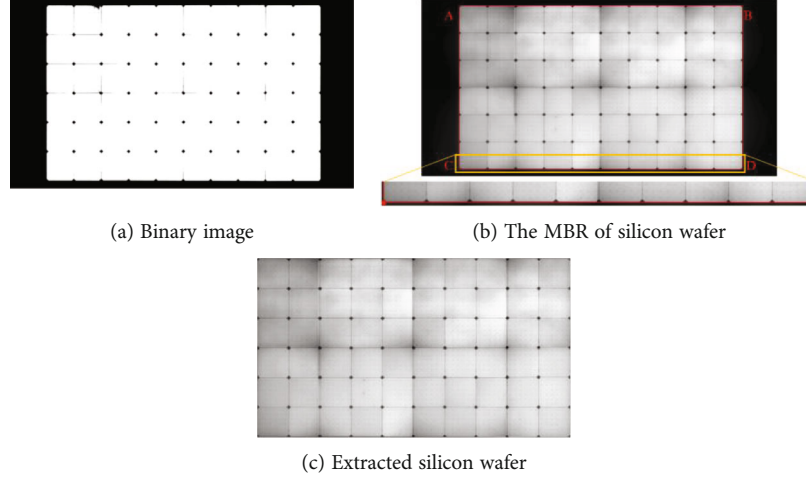 A
B
C
D
(a) Binary image
(b) The MBR of silicon wafer
(c) Extracted silicon wafer